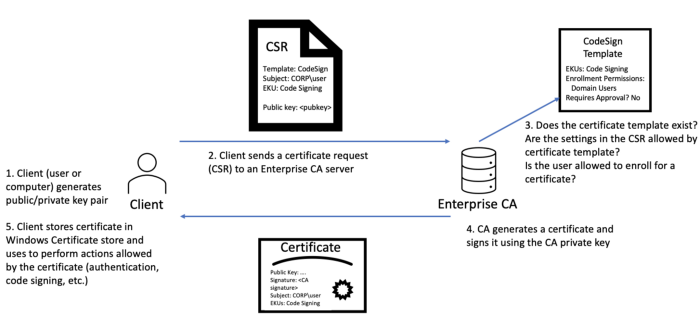 CSR
Template: CodeSign
Subject: CORP\user
EKU: Code Signing
Public key: <pubkey>
CodeSign
Template
EKUs: Code Signing
Enrollment Permissions:
Domain Users
Requires Approval? No
3. Does the certificate template exist?
Are the settings in the CSR allowed by
certificate template?
Is the user allowed to enroll for a
certificate?
2. Client sends a certificate request
(CSR) to an Enterprise CA server
1. Client (user or
computer) generates
public/private key pair
Client
Enterprise CA
5. Client stores certificate in
Windows Certificate store and
uses to perform actions allowed
by the certificate (authentication,
code signing, etc.)
4. CA generates a certificate and
signs it using the CA private key
Certificate
Public Key: ...
Signature: <CA
signature>
Subject: CORP\user
EKUs: Code Signing